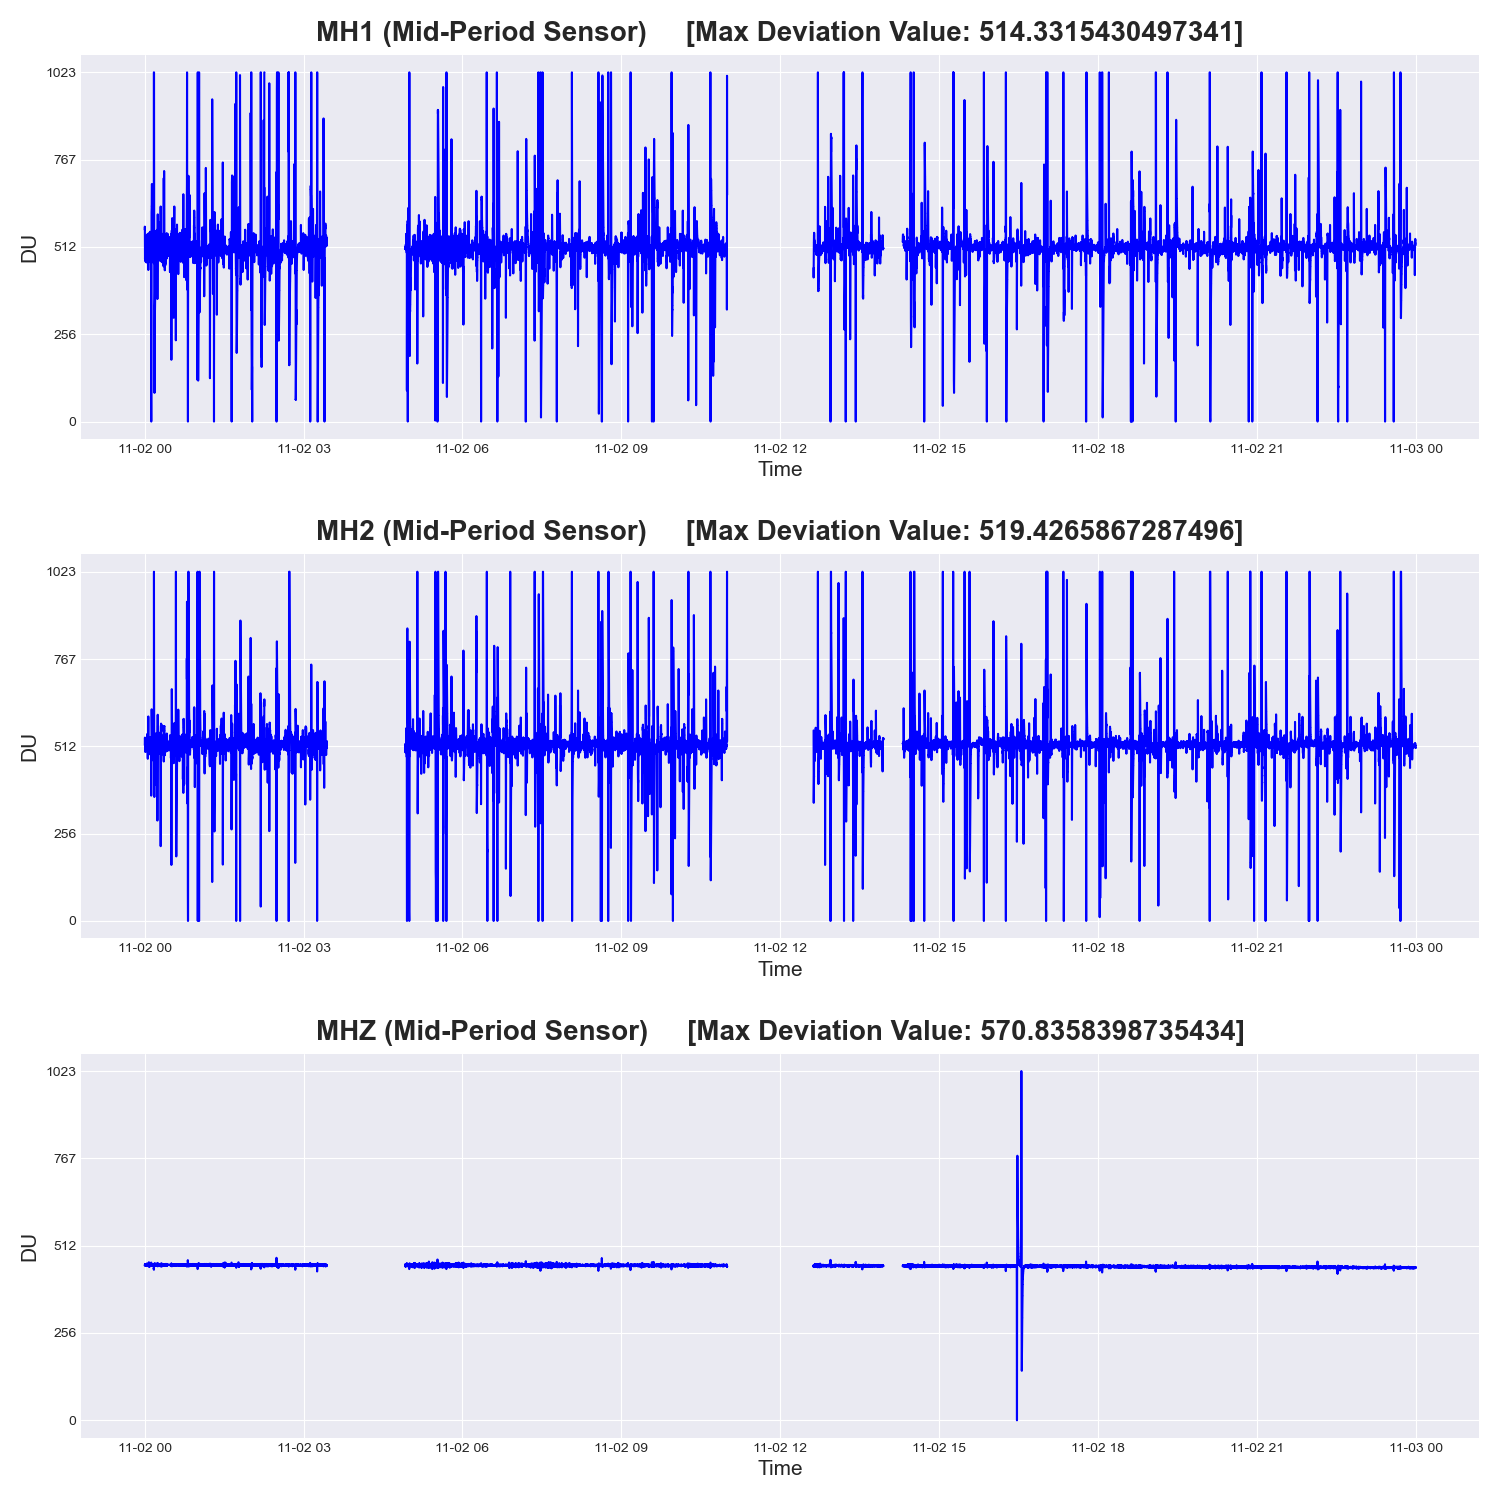 MH1 (Mid-Period Sensor) [Max Deviation Value: 514.3315430497341]
1023
767
512
256
0
DU
11-02 00 11-02 03 11-02 06 11-02 09 11-02 12 11-02 15 11-02 18 11-02 21 11-03 00
Time
MH2 (Mid-Period Sensor) [Max Deviation Value: 519.4265867287496]
1023
767
512
256
0
DU
11-02 00 11-02 03 11-02 06 11-02 09 11-02 12 11-02 15 11-02 18 11-02 21 11-03 00
Time
MHZ (Mid-Period Sensor) [Max Deviation Value: 570.8358398735434]
1023
767
512
256
0
DU
11-02 00 11-02 03 11-02 06 11-02 09 11-02 12 11-02 15 11-02 18 11-02 21 11-03 00
Time